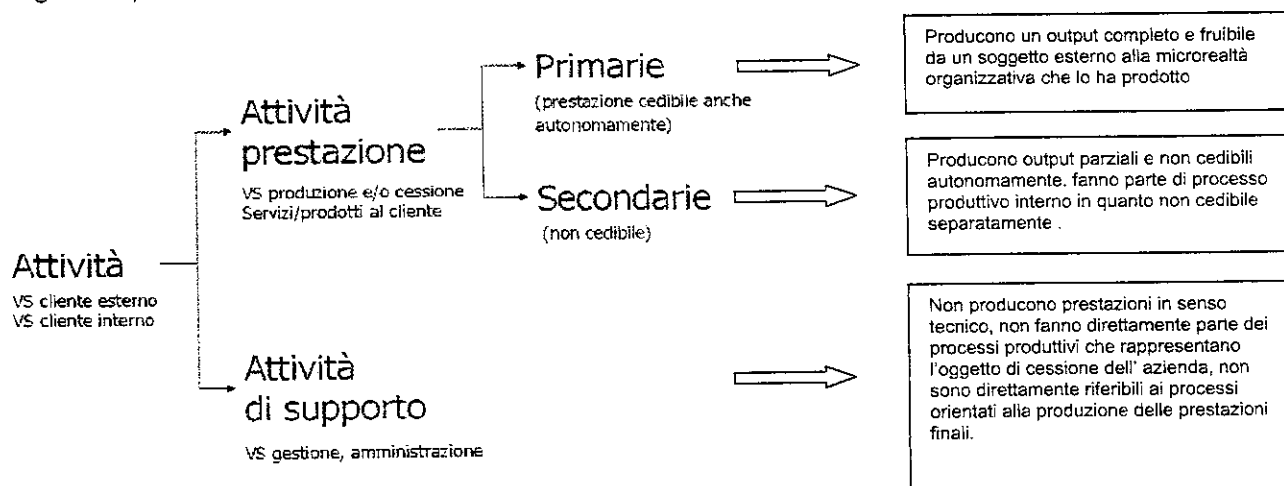 Attività
VS cliente esterno
VS cliente interno
Attività
prestazione
VS produzione e/o cessione
Servizi/prodotti al cliente
Primarie
(prestazione cedibile anche
autonomamente)
Producono un output completo e fruibile
da un soggetto esterno alla microrealtà
organizzativa che lo ha prodotto
Secondarie
(non cedibile)
Producono output parziali e non cedibili
autonomamente. fanno parte di processo
produttivo interno in quanto non cedibile
separatamente .
Attività
di supporto
VS gestione, amministrazione
Non producono prestazioni in senso
tecnico, non fanno direttamente parte dei
processi produttivi che rappresentano
l'oggetto di cessione dell' azienda, non
sono direttamente riferibili ai processi
orientati alla produzione delle prestazioni
finali.